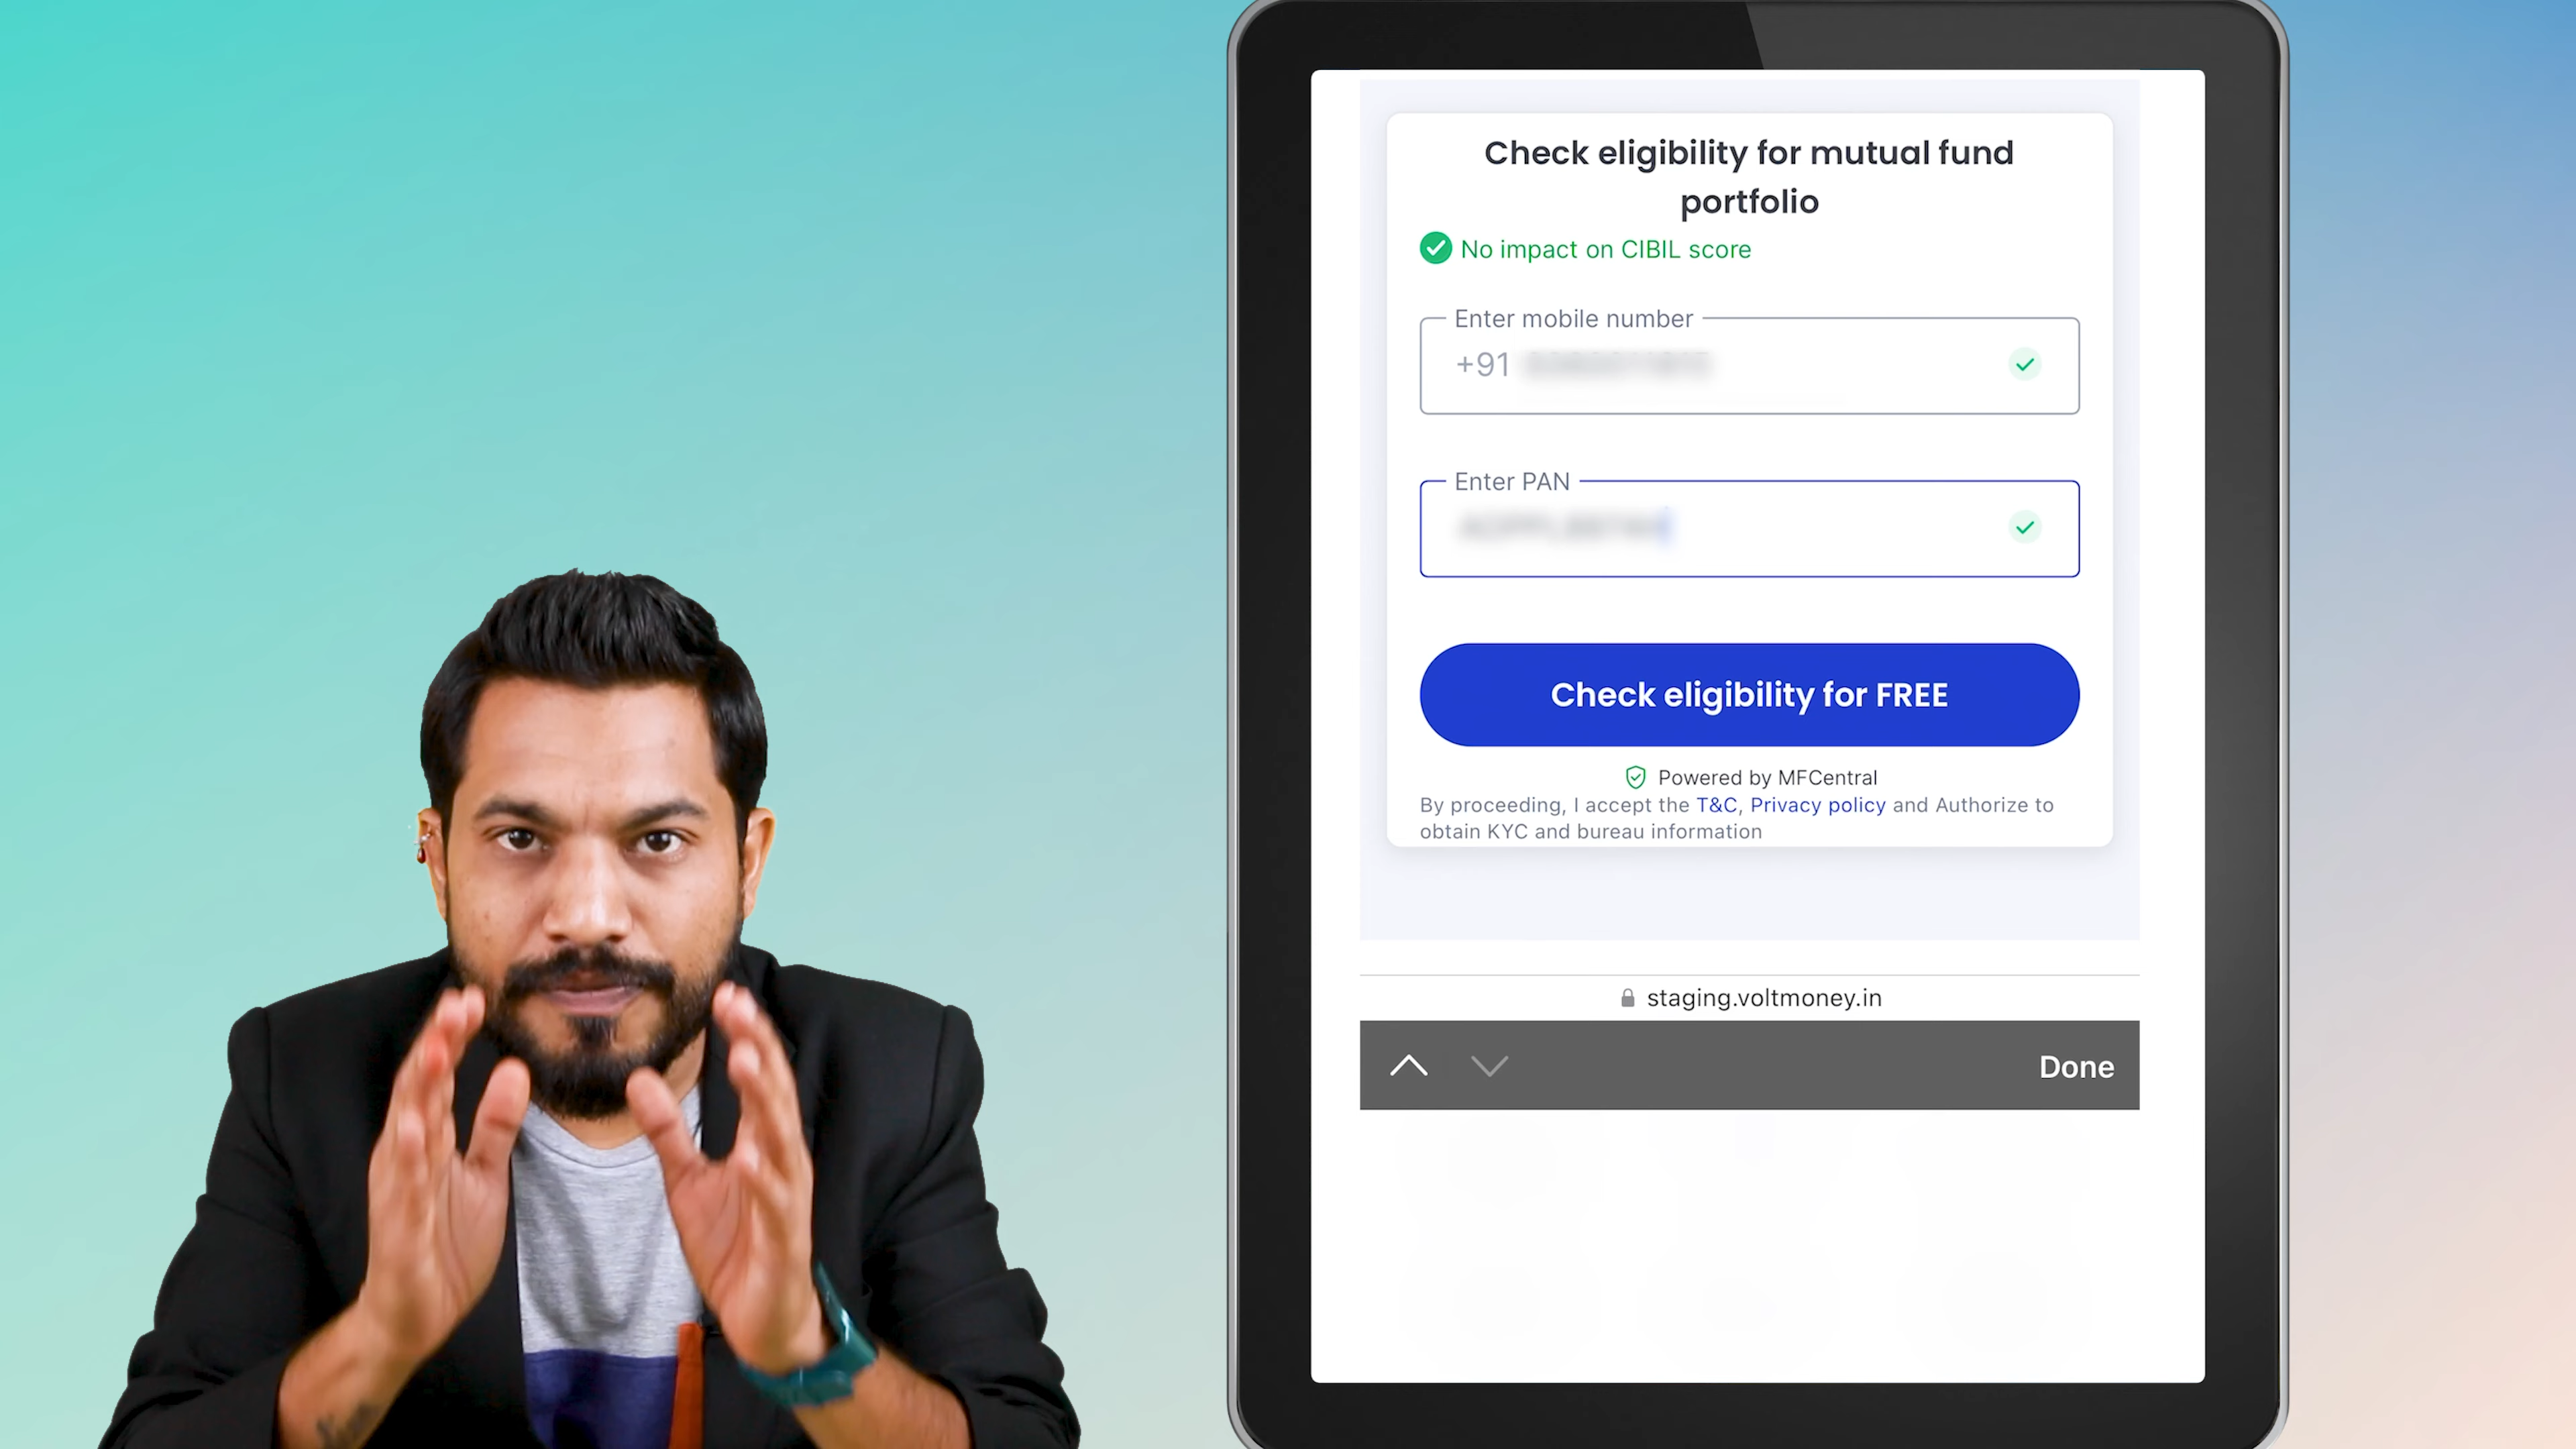 Check eligibility for mutual fund
portfolio
No impact on CIBIL score
Enter mobile number
+91
Enter PAN
Check eligibility for FREE
Powered by MFCentral
By proceeding, I accept the T&C, Privacy policy and Authorize to
obtain KYC and bureau information
staging.voltmoney.in
Done